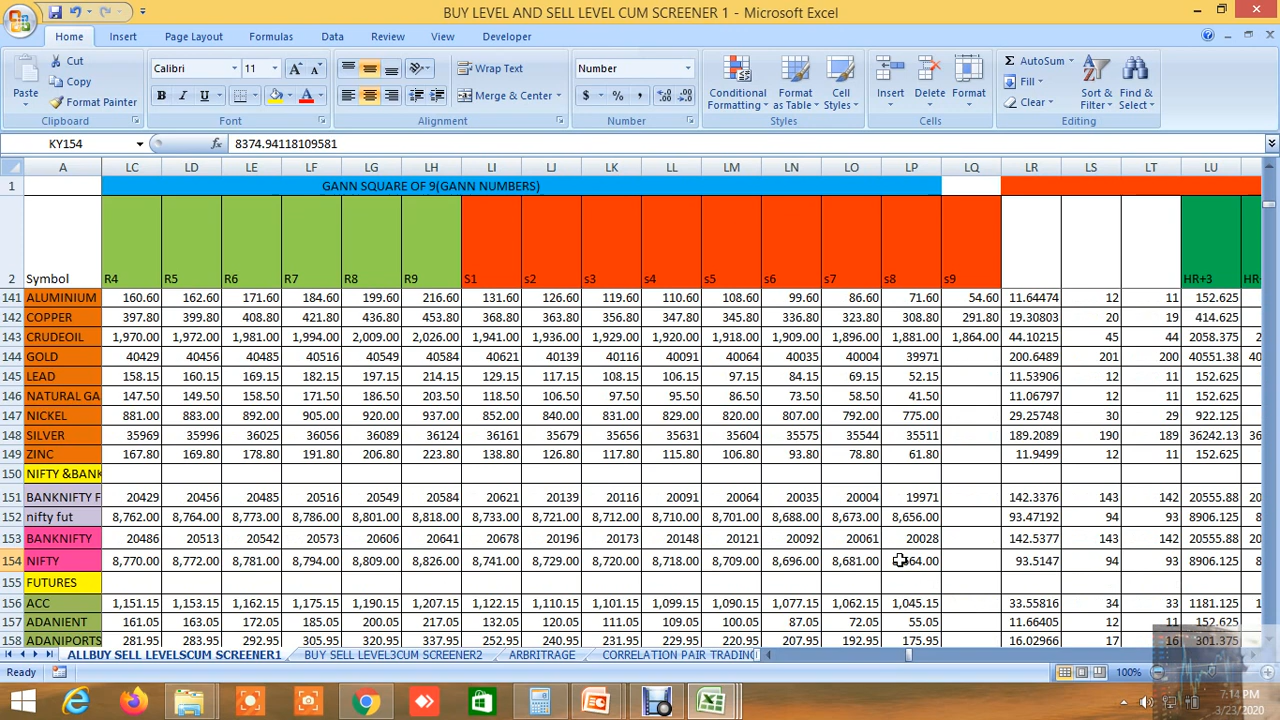 BUY LEVEL AND SELL LEVEL CUM SCREENER 1 - Microsoft Excel
Home Insert Page Layout Formulas Data Review View Developer
Paste Cut Copy Format Painter Clipboard
Calibri 11 B I U A A A Font
Wrap Text Merge & Center Alignment
Number $ % , Number
Conditional Formatting Format as Table Cell Styles Styles
Insert Delete Format Cells
Σ AutoSum Fill Clear Sort & Filter Find & Select Editing
KY154 fx 8374.94118109581
A LC LD LE LF LG LH LI LJ LK LL LM LN LO LP LQ LR LS LT LU
1 GANN SQUARE OF 9(GANN NUMBERS)
2 Symbol R4 R5 R6 R7 R8 R9 S1 s2 s3 s4 s5 s6 s7 s8 s9 HR+3 HR+
141 ALUMINIUM 160.60 162.60 171.60 184.60 199.60 216.60 131.60 126.60 119.60 110.60 108.60 99.60 86.60 71.60 54.60 11.64474 12 11 152.625
142 COPPER 397.80 399.80 408.80 421.80 436.80 453.80 368.80 363.80 356.80 347.80 345.80 336.80 323.80 308.80 291.80 19.30803 20 19 414.625
143 CRUDEOIL 1,970.00 1,972.00 1,981.00 1,994.00 2,009.00 2,026.00 1,941.00 1,936.00 1,929.00 1,920.00 1,918.00 1,909.00 1,896.00 1,881.00 1,864.00 44.10215 45 44 2058.375
144 GOLD 40429 40456 40485 40516 40549 40584 40621 40139 40116 40091 40064 40035 40004 39971 200.6489 201 200 40551.38
145 LEAD 158.15 160.15 169.15 182.15 197.15 214.15 129.15 117.15 108.15 106.15 97.15 84.15 69.15 52.15 11.53906 12 11 152.625
146 NATURAL GA 147.50 149.50 158.50 171.50 186.50 203.50 118.50 106.50 97.50 95.50 86.50 73.50 58.50 41.50 11.06797 12 11 152.625
147 NICKEL 881.00 883.00 892.00 905.00 920.00 937.00 852.00 840.00 831.00 829.00 820.00 807.00 792.00 775.00 29.25748 30 29 922.125
148 SILVER 35969 35996 36025 36056 36089 36124 36161 35679 35656 35631 35604 35575 35544 35511 189.2089 190 189 36242.13
149 ZINC 167.80 169.80 178.80 191.80 206.80 223.80 138.80 126.80 117.80 115.80 106.80 93.80 78.80 61.80 11.9499 12 11 152.625
150 NIFTY &BANK
151 BANKNIFTY F 20429 20456 20485 20516 20549 20584 20621 20139 20116 20091 20064 20035 20004 19971 142.3376 143 142 20555.88
152 nifty fut 8,762.00 8,764.00 8,773.00 8,786.00 8,801.00 8,818.00 8,733.00 8,721.00 8,712.00 8,710.00 8,701.00 8,688.00 8,673.00 8,656.00 93.47192 94 93 8906.125
153 BANKNIFTY 20486 20513 20542 20573 20606 20641 20678 20196 20173 20148 20121 20092 20061 20028 142.5377 143 142 20555.88
154 NIFTY 8,770.00 8,772.00 8,781.00 8,794.00 8,809.00 8,826.00 8,741.00 8,729.00 8,720.00 8,718.00 8,709.00 8,696.00 8,681.00 93.5147 94 93 8906.125
155 FUTURES
156 ACC 1,151.15 1,153.15 1,162.15 1,175.15 1,190.15 1,207.15 1,122.15 1,110.15 1,101.15 1,099.15 1,090.15 1,077.15 1,062.15 1,045.15 33.55816 34 33 1181.125
157 ADANIENT 161.05 163.05 172.05 185.05 200.05 217.05 132.05 120.05 111.05 109.05 100.05 87.05 72.05 55.05 11.66405 12 11 152.625
158 ADANIPORTS 281.95 283.95 292.95 305.95 320.95 337.95 252.95 240.95 231.95 229.95 220.95 207.95 192.95 175.95 16.02966 17 16 301.375
ALLBUY SELL LEVELSCUM SCREENER1 BUY SELL LEVEL3CUM SCREENER2 ARBITRAGE CORRELATION PAIR TRADING
Ready 100%
7:14 PM
3/23/2020